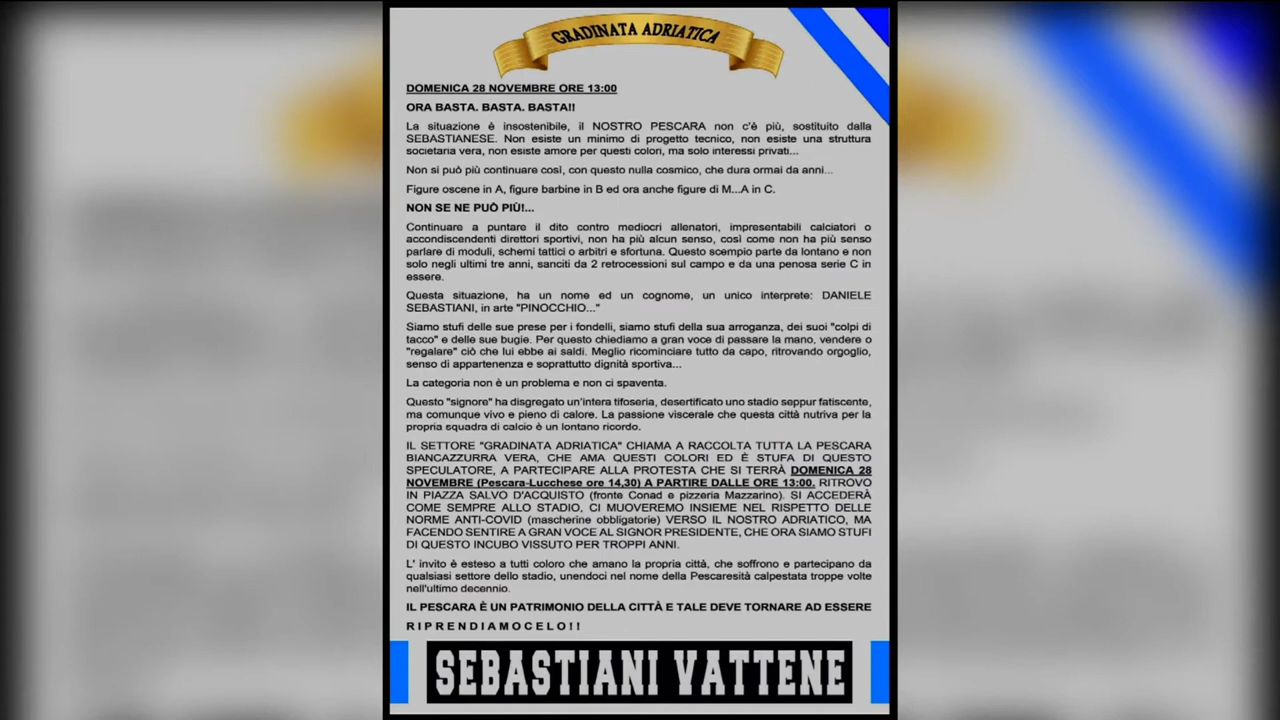 GRADINATA ADRIATICA
DOMENICA 28 NOVEMBRE ORE 13:00
ORA BASTA. BASTA. BASTA!!
La situazione è insostenibile, il NOSTRO PESCARA non c'è più, sostituito dalla
SEBASTIANESE. Non esiste un minimo di progetto tecnico, non esiste una struttura
societaria vera, non esiste amore per questi colori, ma solo interessi privati...
Non si può più continuare così, con questo nulla cosmico, che dura ormai da anni...
Figure oscene in A, figure barbine in B ed ora anche figure di M...A in C.
NON SE NE PUÒ PIÙ!...
Continuare a puntare il dito contro mediocri allenatori, impresentabili calciatori o
accondiscendenti direttori sportivi, non ha più alcun senso, così come non ha più senso
parlare di moduli, schemi tattici o arbitri e sfortuna. Questo scempio parte da lontano e non
solo negli ultimi tre anni, sanciti da 2 retrocessioni sul campo e da una penosa serie C in
essere.
Questa situazione, ha un nome ed un cognome, un unico interprete: DANIELE
SEBASTIANI, in arte "PINOCCHIO..."
Siamo stufi delle sue prese per i fondelli, siamo stufi della sua arroganza, dei suoi "colpi di
tacco" e delle sue bugie. Per questo chiediamo a gran voce di passare la mano, vendere o
"regalare" ciò che lui ebbe ai saldi. Meglio ricominciare tutto da capo, ritrovando orgoglio,
senso di appartenenza e soprattutto dignità sportiva...
La categoria non è un problema e non ci spaventa.
Questo "signore" ha disgregato un'intera tifoseria, desertificato uno stadio seppur fatiscente,
ma comunque vivo e pieno di calore. La passione viscerale che questa città nutriva per la
propria squadra di calcio è un lontano ricordo.
IL SETTORE "GRADINATA ADRIATICA" CHIAMA A RACCOLTA TUTTA LA PESCARA
BIANCAZZURRA VERA, CHE AMA QUESTI COLORI ED È STUFA DI QUESTO
SPECULATORE, A PARTECIPARE ALLA PROTESTA CHE SI TERRÀ DOMENICA 28
NOVEMBRE (Pescara-Lucchese ore 14,30) A PARTIRE DALLE ORE 13:00. RITROVO
IN PIAZZA SALVO D'ACQUISTO (fronte Conad e pizzeria Mazzarino). SI ACCEDERÀ
COME SEMPRE ALLO STADIO, CI MUOVEREMO INSIEME NEL RISPETTO DELLE
NORME ANTI-COVID (mascherine obbligatorie) VERSO IL NOSTRO ADRIATICO, MA
FACENDO SENTIRE A GRAN VOCE AL SIGNOR PRESIDENTE, CHE ORA SIAMO STUFI
DI QUESTO INCUBO VISSUTO PER TROPPI ANNI.
L' invito è esteso a tutti coloro che amano la propria città, che soffrono e partecipano da
qualsiasi settore dello stadio, unendoci nel nome della Pescaresità calpestata troppe volte
nell'ultimo decennio.
IL PESCARA È UN PATRIMONIO DELLA CITTÀ E TALE DEVE TORNARE AD ESSERE
R I P R E N D I A M O C E L O ! !
SEBASTIANI VATTENE